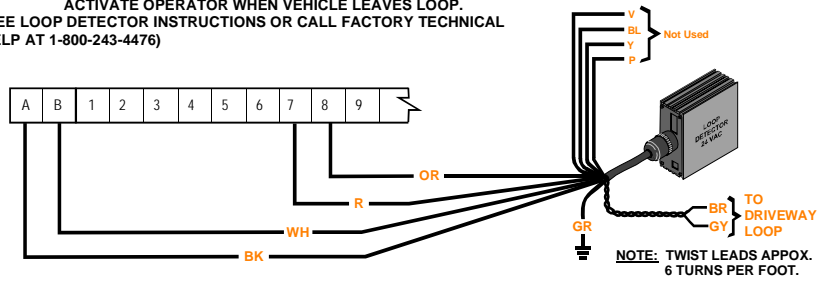 ACTIVATE OPERATOR WHEN VEHICLE LEAVES LOOP.
EE LOOP DETECTOR INSTRUCTIONS OR CALL FACTORY TECHNICAL
ELP AT 1-800-243-4476)
V
BL
Y
P
Not Used
A B 1 2 3 4 5 6 7 8 9
LOOP
DETECTOR
24 VAC
OR
R
WH
BK
GR
BR
GY
TO
DRIVEWAY
LOOP
NOTE: TWIST LEADS APPOX.
6 TURNS PER FOOT.